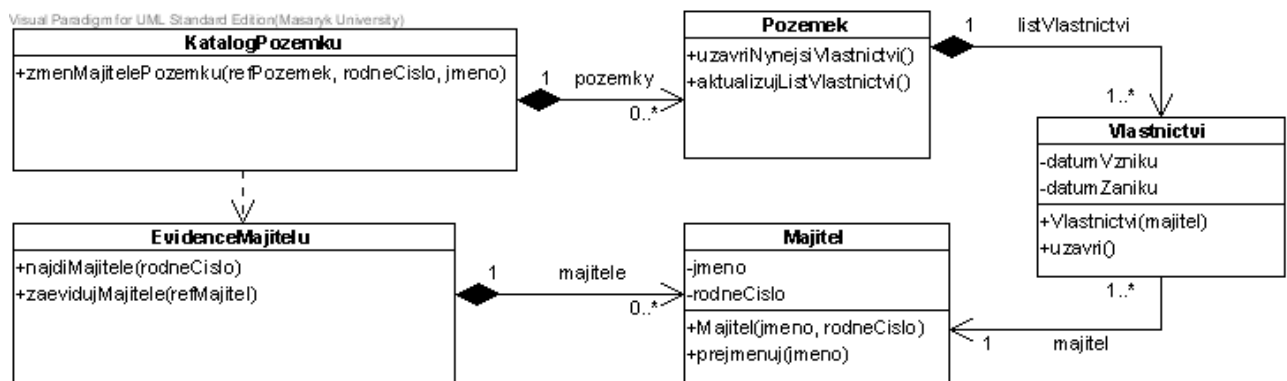 Visual Paradigm for UML Standard Edition(Masaryk University)
KatalogPozemku
+zmenMajitelePozemku(refPozemek, rodneCislo, jmeno)
1
pozemky
0..*
Pozemek
+uzavriNynejsiVlastnictvi()
+aktualizujListVlastnictvi()
1
listVlastnictvi
1..*
Vlastnictvi
-datumVzniku
-datumZaniku
+Vlastnictvi(majitel)
+uzavri()
1..*
EvidenceMajitelu
+najdiMajitele(rodneCislo)
+zaevidujMajitele(refMajitel)
1
majitele
0..*
Majitel
-jmeno
-rodneCislo
+Majitel(jmeno, rodneCislo)
+prejmenuj(jmeno)
1
majitel